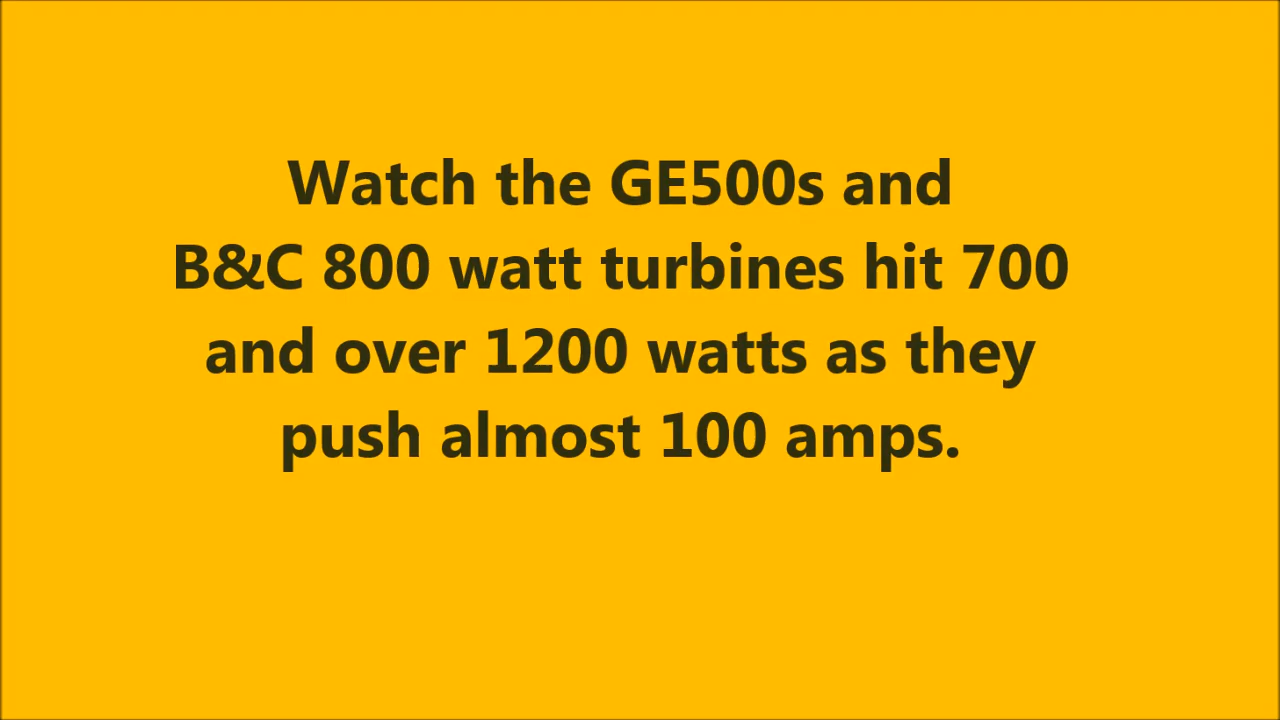 Watch the GE500s and
B&C 800 watt turbines hit 700
and over 1200 watts as they
push almost 100 amps.